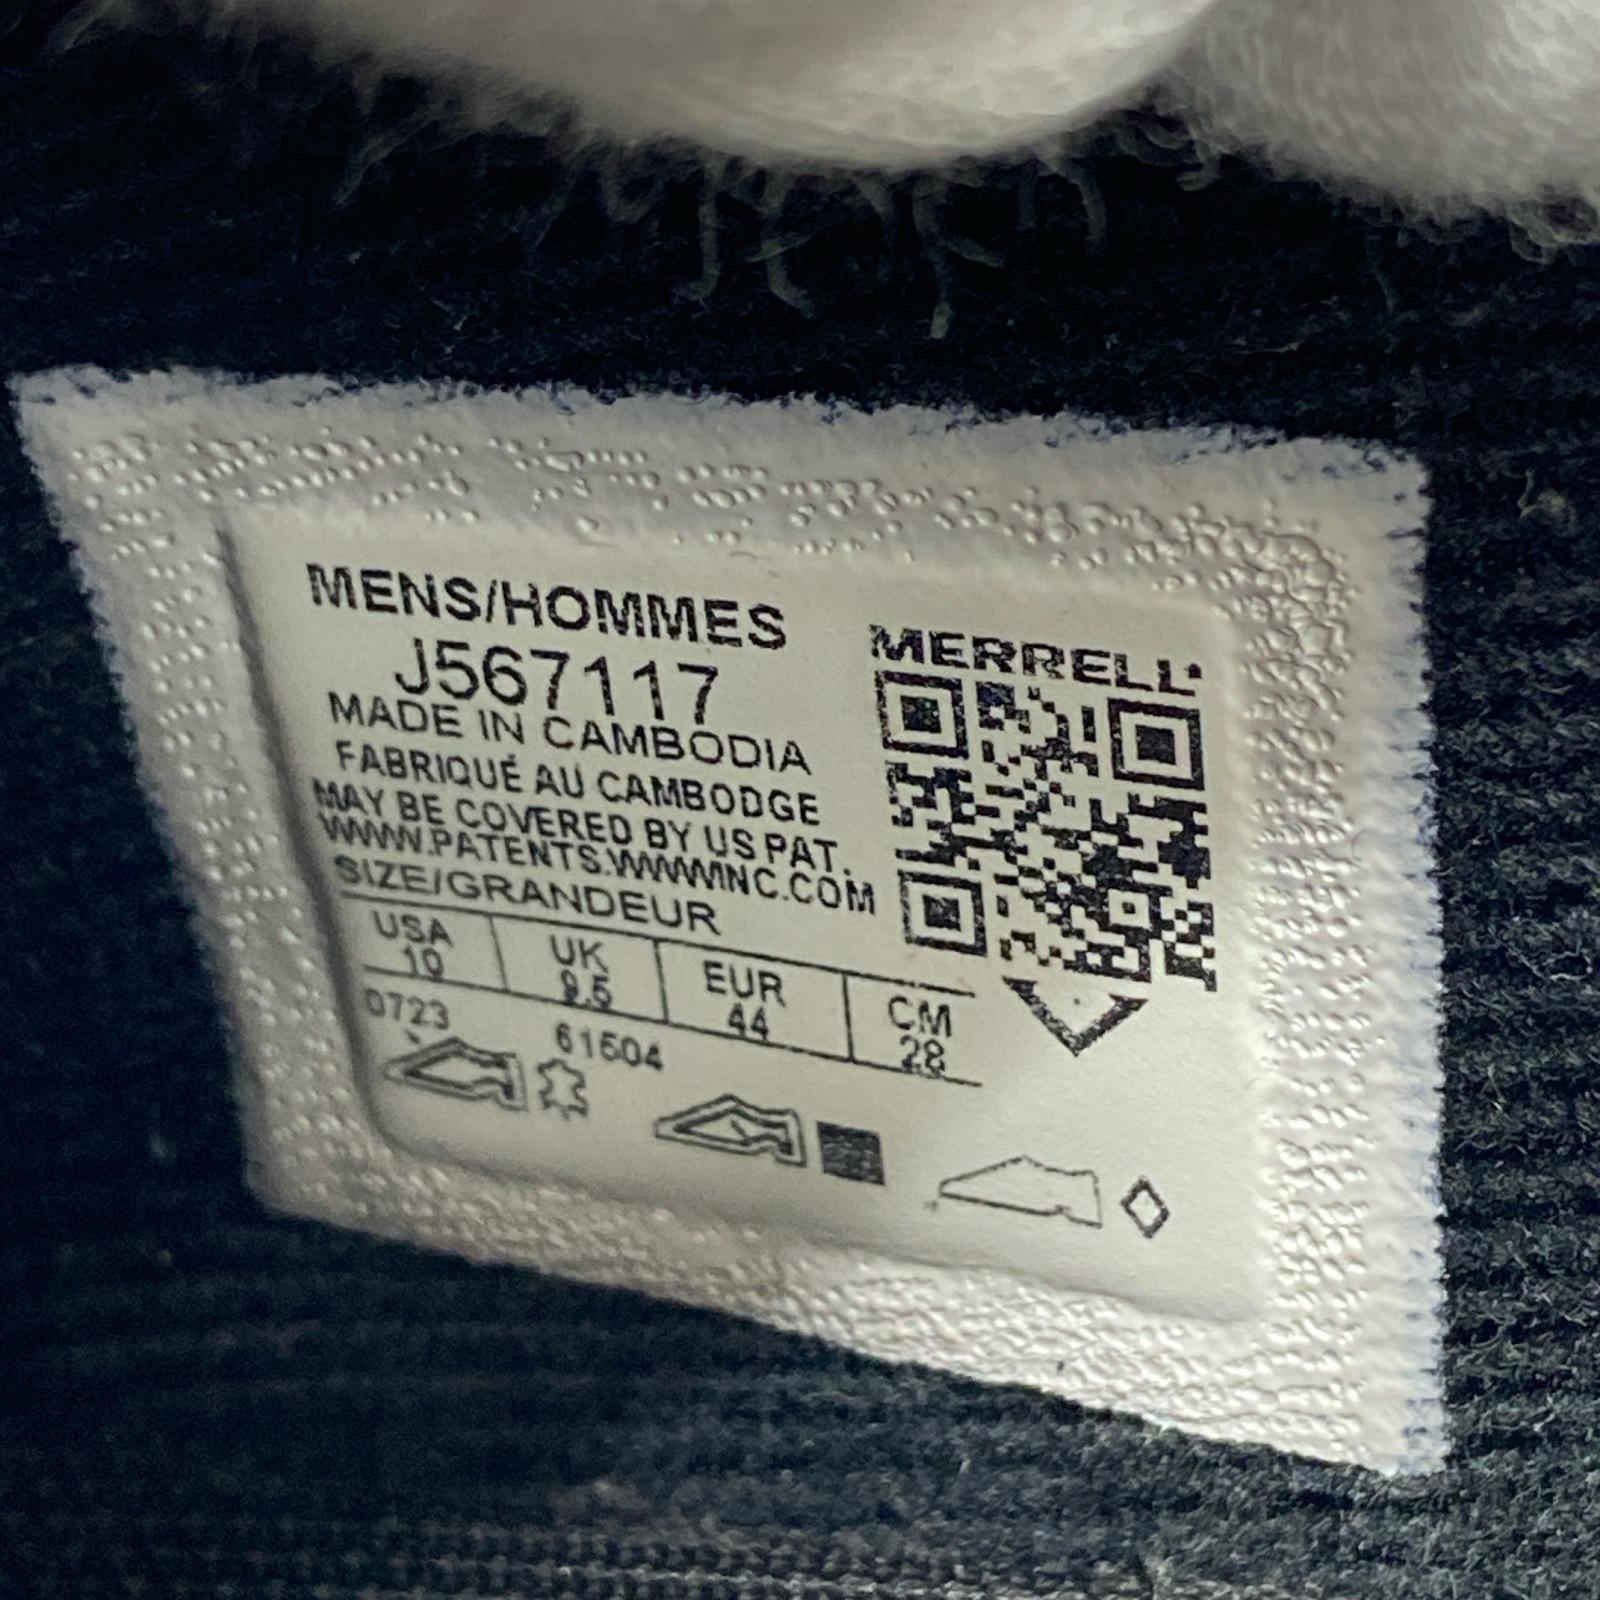 MENS/HOMMES
J567117
MADE IN CAMBODIA
FABRIQUÉ AU CAMBODGE
MAY BE COVERED BY US PAT.
WWW.PATENTS.WWWINC.COM
SIZE/GRANDEUR
USA UK EUR CM
10 9.5 44 28
0723 61604
MERRELL